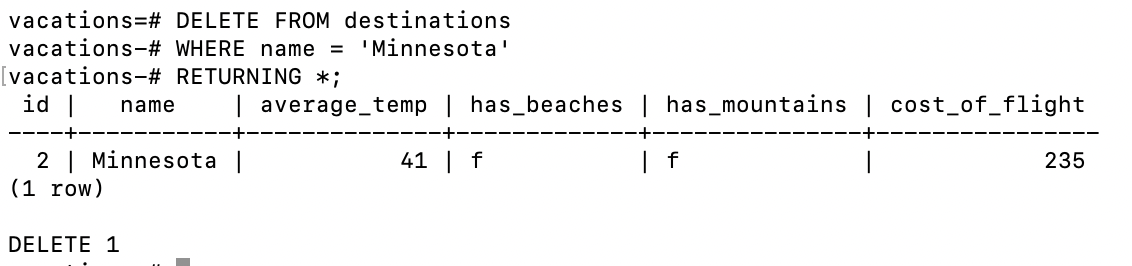 vacations=# DELETE FROM destinations
vacations-# WHERE name = 'Minnesota'
[vacations-# RETURNING *;
 id |   name    | average_temp | has_beaches | has_mountains | cost_of_flight
----+-----------+--------------+-------------+---------------+----------------
  2 | Minnesota |           41 | f           | f             |            235
(1 row)

DELETE 1